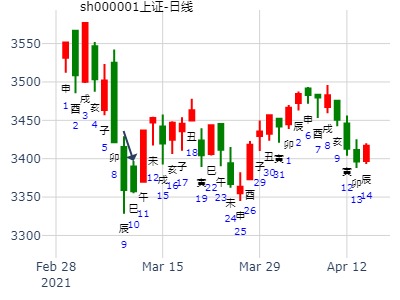 sh000001上证-日线
3550
3500
3450
3400
3350
3300
申
1
酉
2
戌
3
亥
4
子
5
卯
8
辰
9
巳
10
午
11
未
12
戌
15
亥
16
子
17
丑
18
寅
19
巳
22
午
23
未
24
申
25
酉
26
子
29
丑
30
寅
31
卯
1
辰
2
申
6
酉
7
戌
8
亥
9
寅
12
卯
13
辰
14
Feb 28
2021
Mar 15
Mar 29
Apr 12